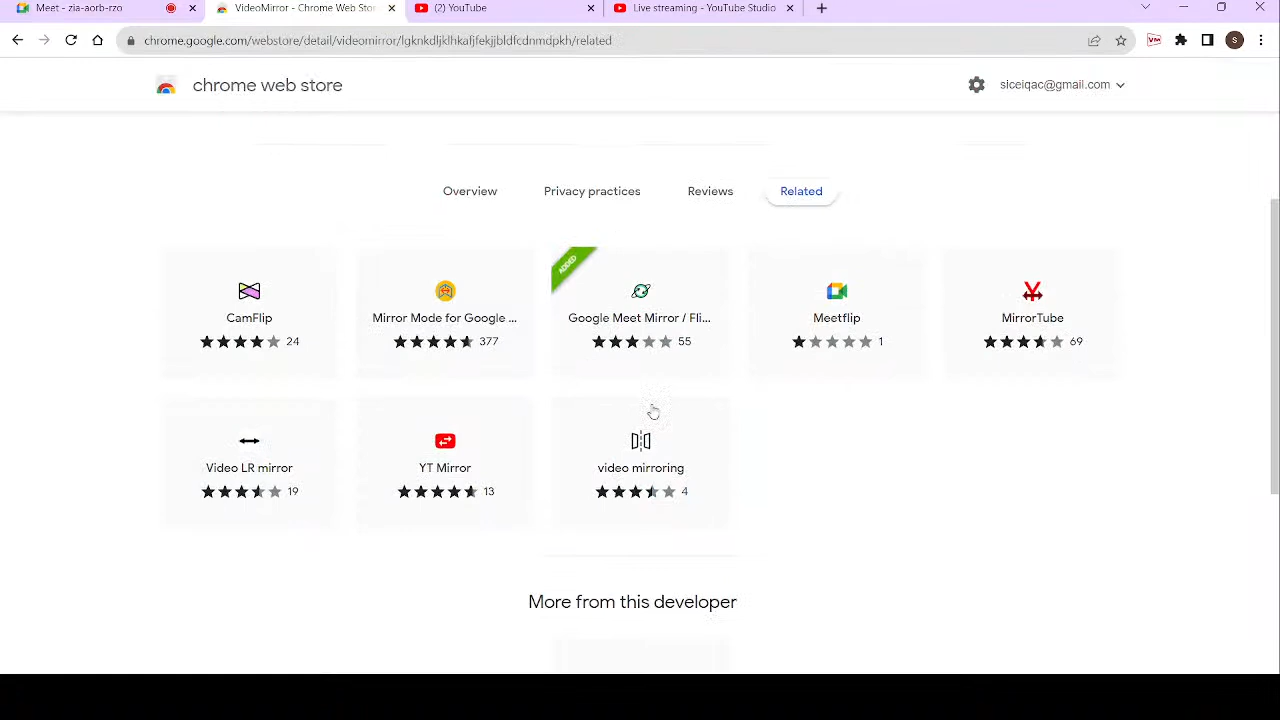 Meet - zia-aorb-rzo
VideoMirror - Chrome Web Sto
(2) YouTube
Live streaming - YouTube Studio
chrome.google.com/webstore/detail/videomirror/lgknkdljklhkaljfekjjbldfcdnmdpkh/related
VM
S
chrome web store
siceiqac@gmail.com
Overview
Privacy practices
Reviews
Related
ADDED
CamFlip
24
Mirror Mode for Google ...
377
Google Meet Mirror / Fli...
55
Meetflip
1
MirrorTube
69
Video LR mirror
19
YT Mirror
13
video mirroring
4
More from this developer